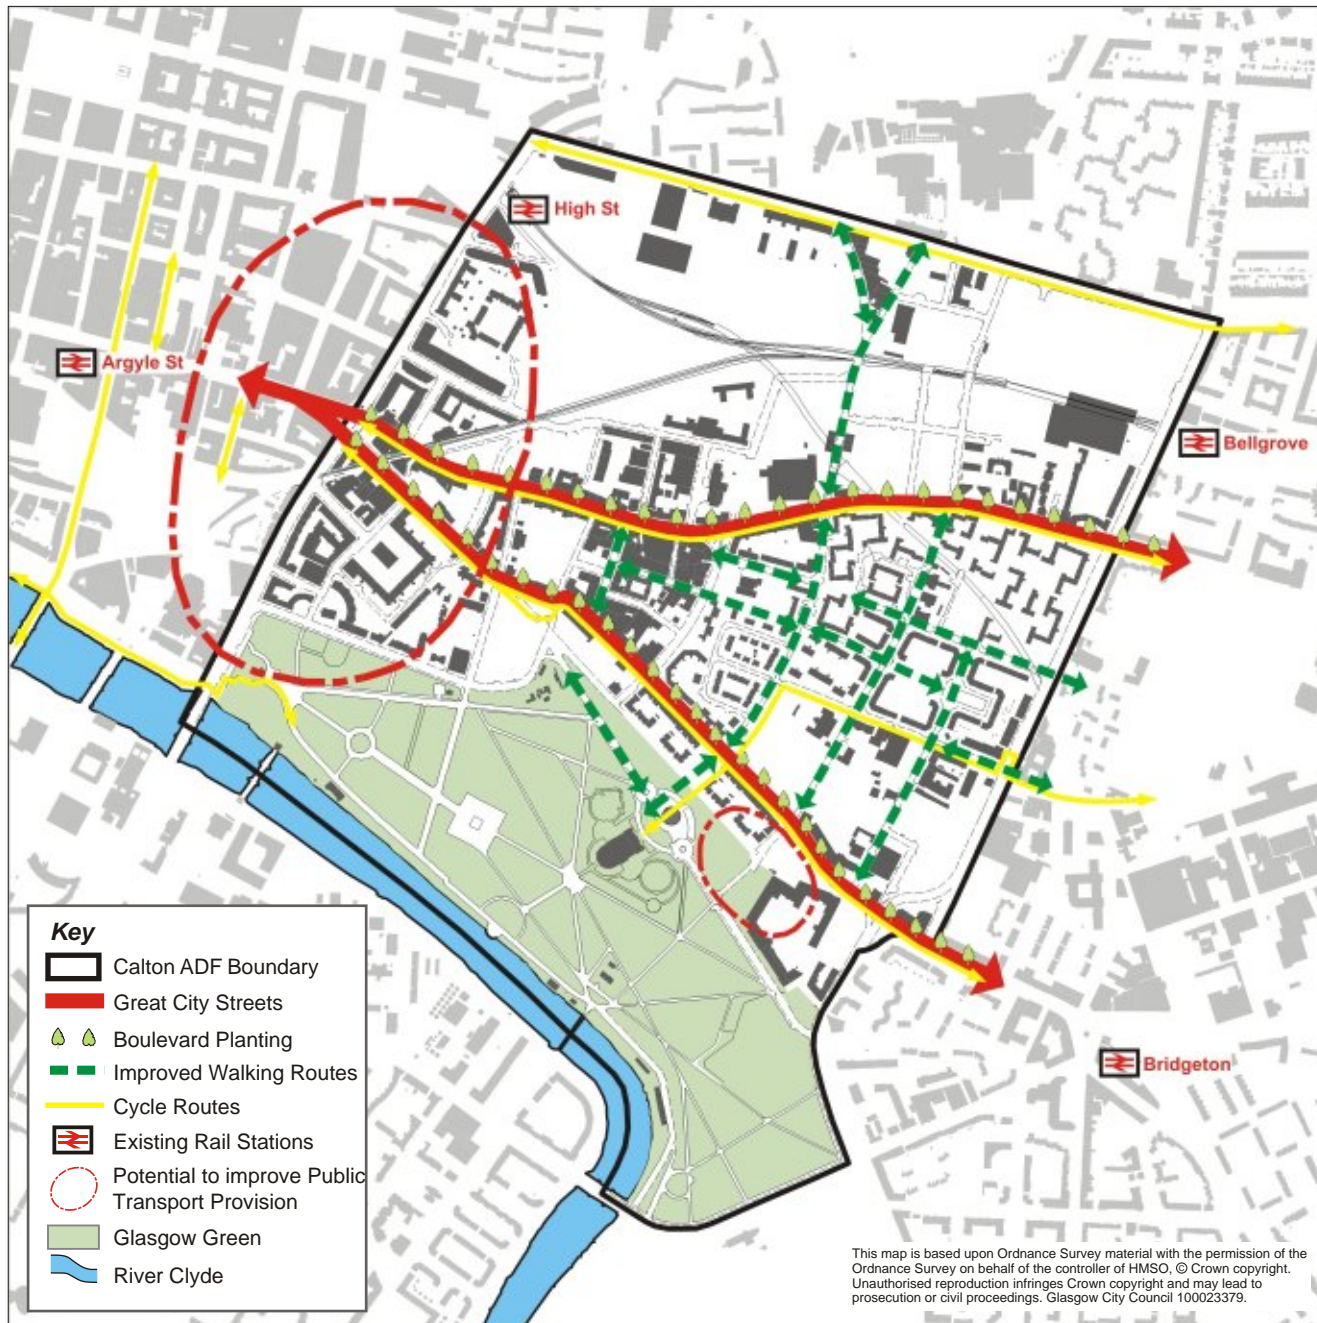 High St
Argyle St
Bellgrove
Bridgeton
Key
Calton ADF Boundary
Great City Streets
Boulevard Planting
Improved Walking Routes
Cycle Routes
Existing Rail Stations
Potential to improve Public
Transport Provision
Glasgow Green
River Clyde
This map is based upon Ordnance Survey material with the permission of the
Ordnance Survey on behalf of the controller of HMSO, © Crown copyright.
Unauthorised reproduction infringes Crown copyright and may lead to
prosecution or civil proceedings. Glasgow City Council 100023379.